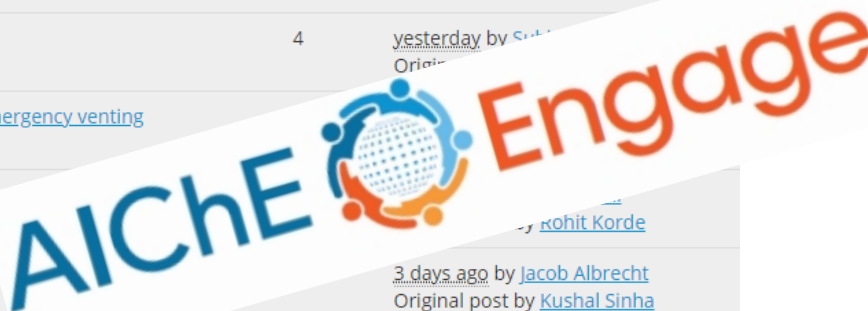 4
yesterday by
ergency venting
AIChE Engage
by Rohit Korde
3 days ago by Jacob Albrecht
Original post by Kushal Sinha